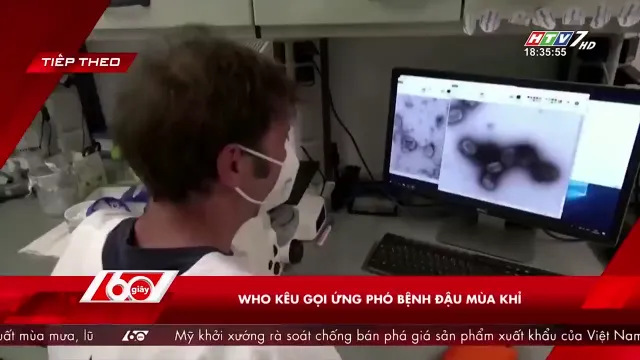 TIẾP THEO
HTV7 HD
18:35:55
60 giây
WHO KÊU GỌI ỨNG PHÓ BỆNH ĐẬU MÙA KHỈ
uất mùa mưa, lũ 60 Mỹ khởi xướng rà soát chống bán phá giá sản phẩm xuất khẩu của Việt Nam